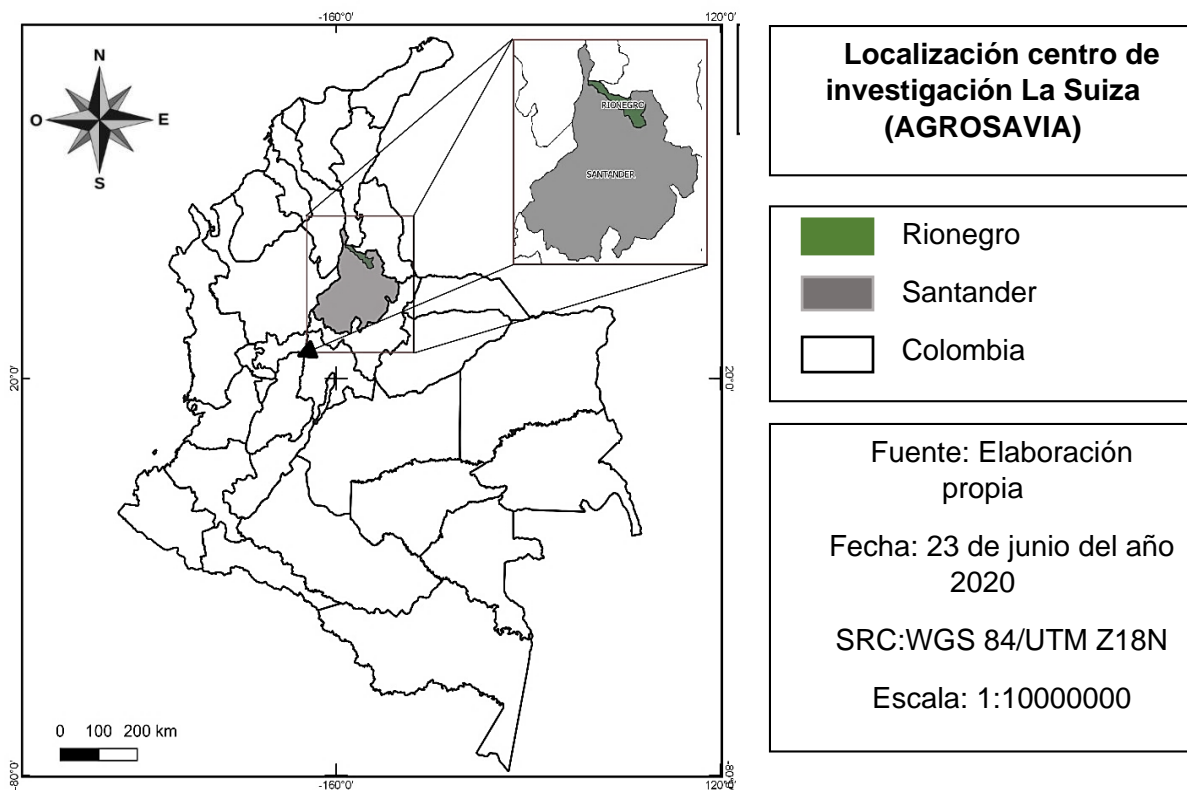 -160°0'
120°0'
N
O
E
S
RIONEGRO
SANTANDER
20°0'
20°0'
0 100 200 km
-80°0'
-80°0'
-160°0'
120°0'
Localización centro de
investigación La Suiza
(AGROSAVIA)
Rionegro
Santander
Colombia
Fuente: Elaboración
propia
Fecha: 23 de junio del año
2020
SRC:WGS 84/UTM Z18N
Escala: 1:10000000